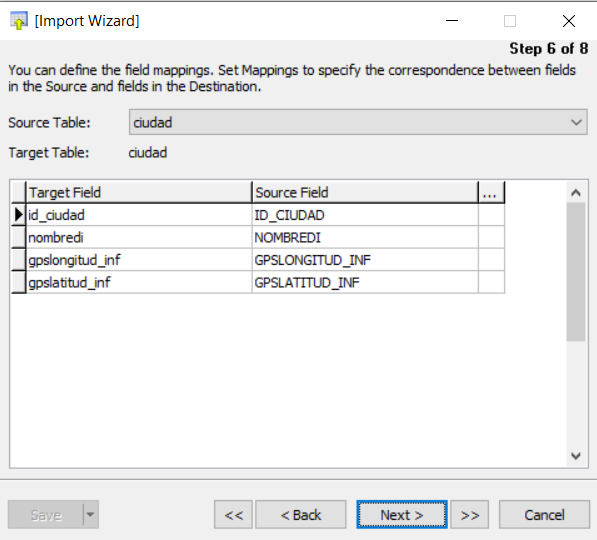 [Import Wizard]
Step 6 of 8
You can define the field mappings. Set Mappings to specify the correspondence between fields
in the Source and fields in the Destination.
Source Table: ciudad
Target Table: ciudad
Target Field Source Field ...
id_ciudad ID_CIUDAD
nombredi NOMBREDI
gpslongitud_inf GPSLONGITUD_INF
gpslatitud_inf GPSLATITUD_INF
Save << < Back Next > >> Cancel